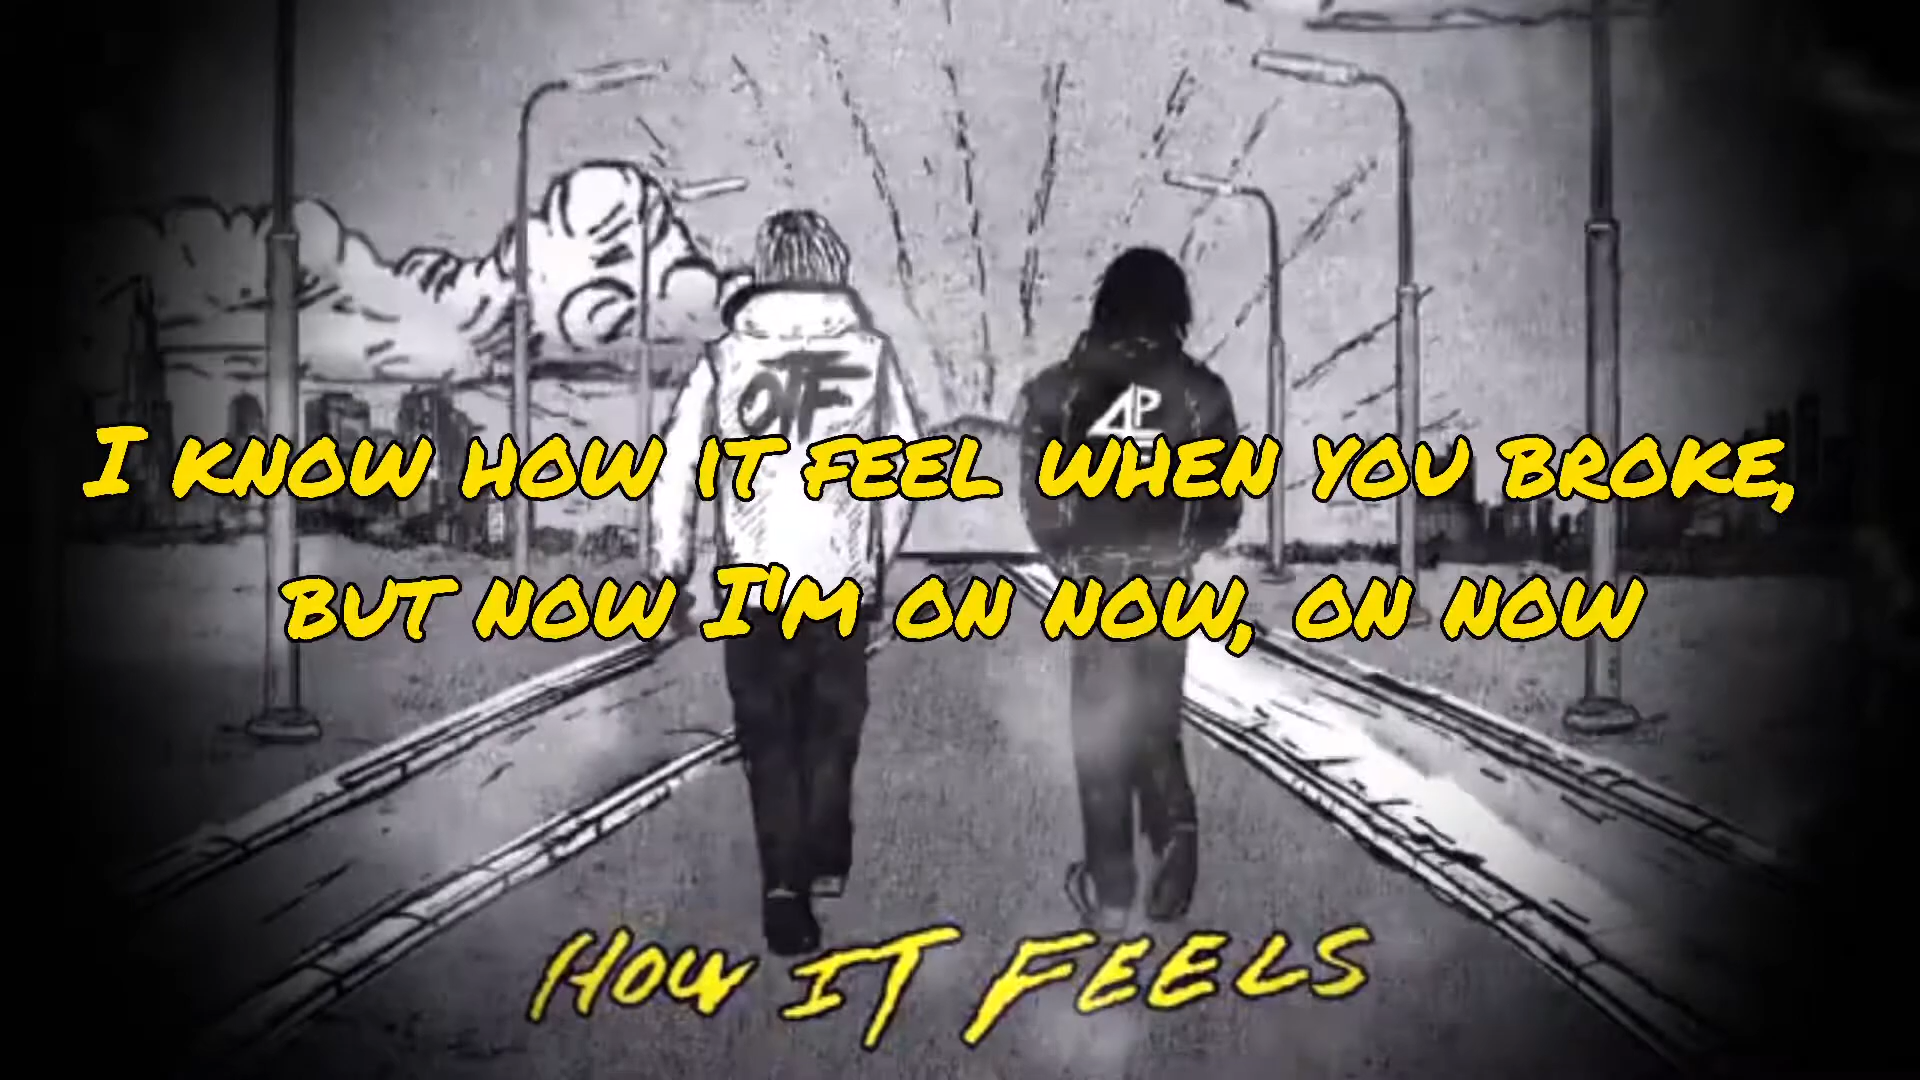 OTF
4P
I KNOW HOW IT FEEL WHEN YOU BROKE,
BUT NOW I'M ON NOW, ON NOW
HOW IT FEELS